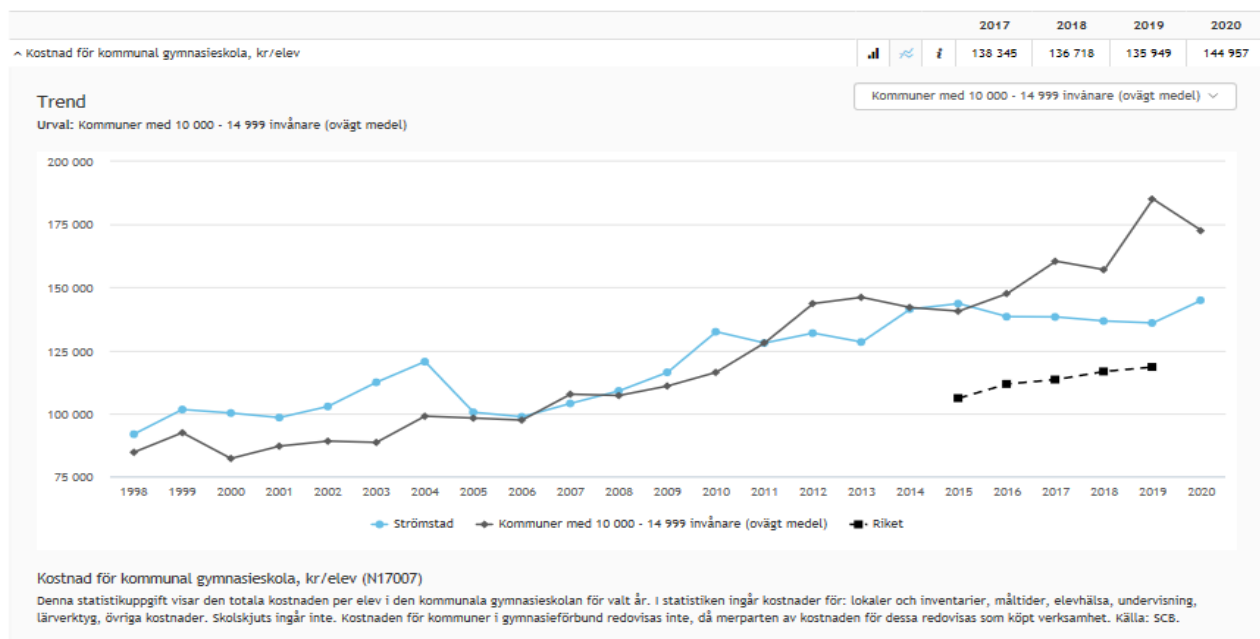 2017 2018 2019 2020
Kostnad för kommunal gymnasieskola, kr/elev i 138 345 136 718 135 949 144 957
Trend
Kommuner med 10 000 - 14 999 invånare (ovägt medel)
Urval: Kommuner med 10 000 - 14 999 invånare (ovägt medel)
200 000
175 000
150 000
125 000
100 000
75 000
1998 1999 2000 2001 2002 2003 2004 2005 2006 2007 2008 2009 2010 2011 2012 2013 2014 2015 2016 2017 2018 2019 2020
Strömstad Kommuner med 10 000 - 14 999 invånare (ovägt medel) Riket
Kostnad för kommunal gymnasieskola, kr/elev (N17007)
Denna statistikuppgift visar den totala kostnaden per elev i den kommunala gymnasieskolan för valt år. I statistiken ingår kostnader för: lokaler och inventarier, måltider, elevhälsa, undervisning,
lärverktyg, övriga kostnader. Skolskjuts ingår inte. Kostnaden för kommuner i gymnasieförbund redovisas inte, då merparten av kostnaden för dessa redovisas som köpt verksamhet. Källa: SCB.